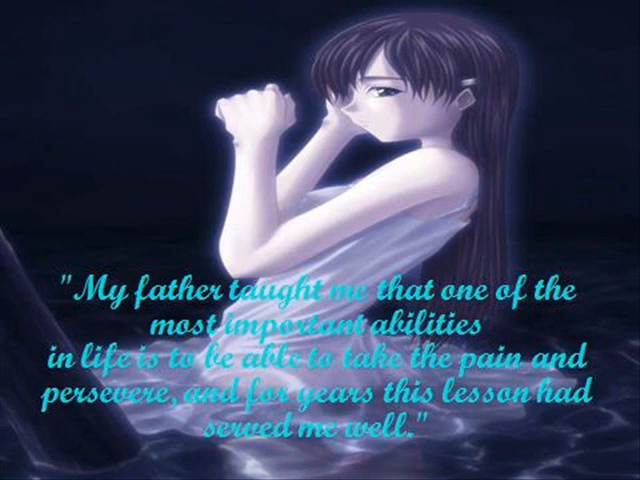 "My father taught me that one of the
most important abilities
in life is to be able to take the pain and
persevere, and for years this lesson had
served me well."